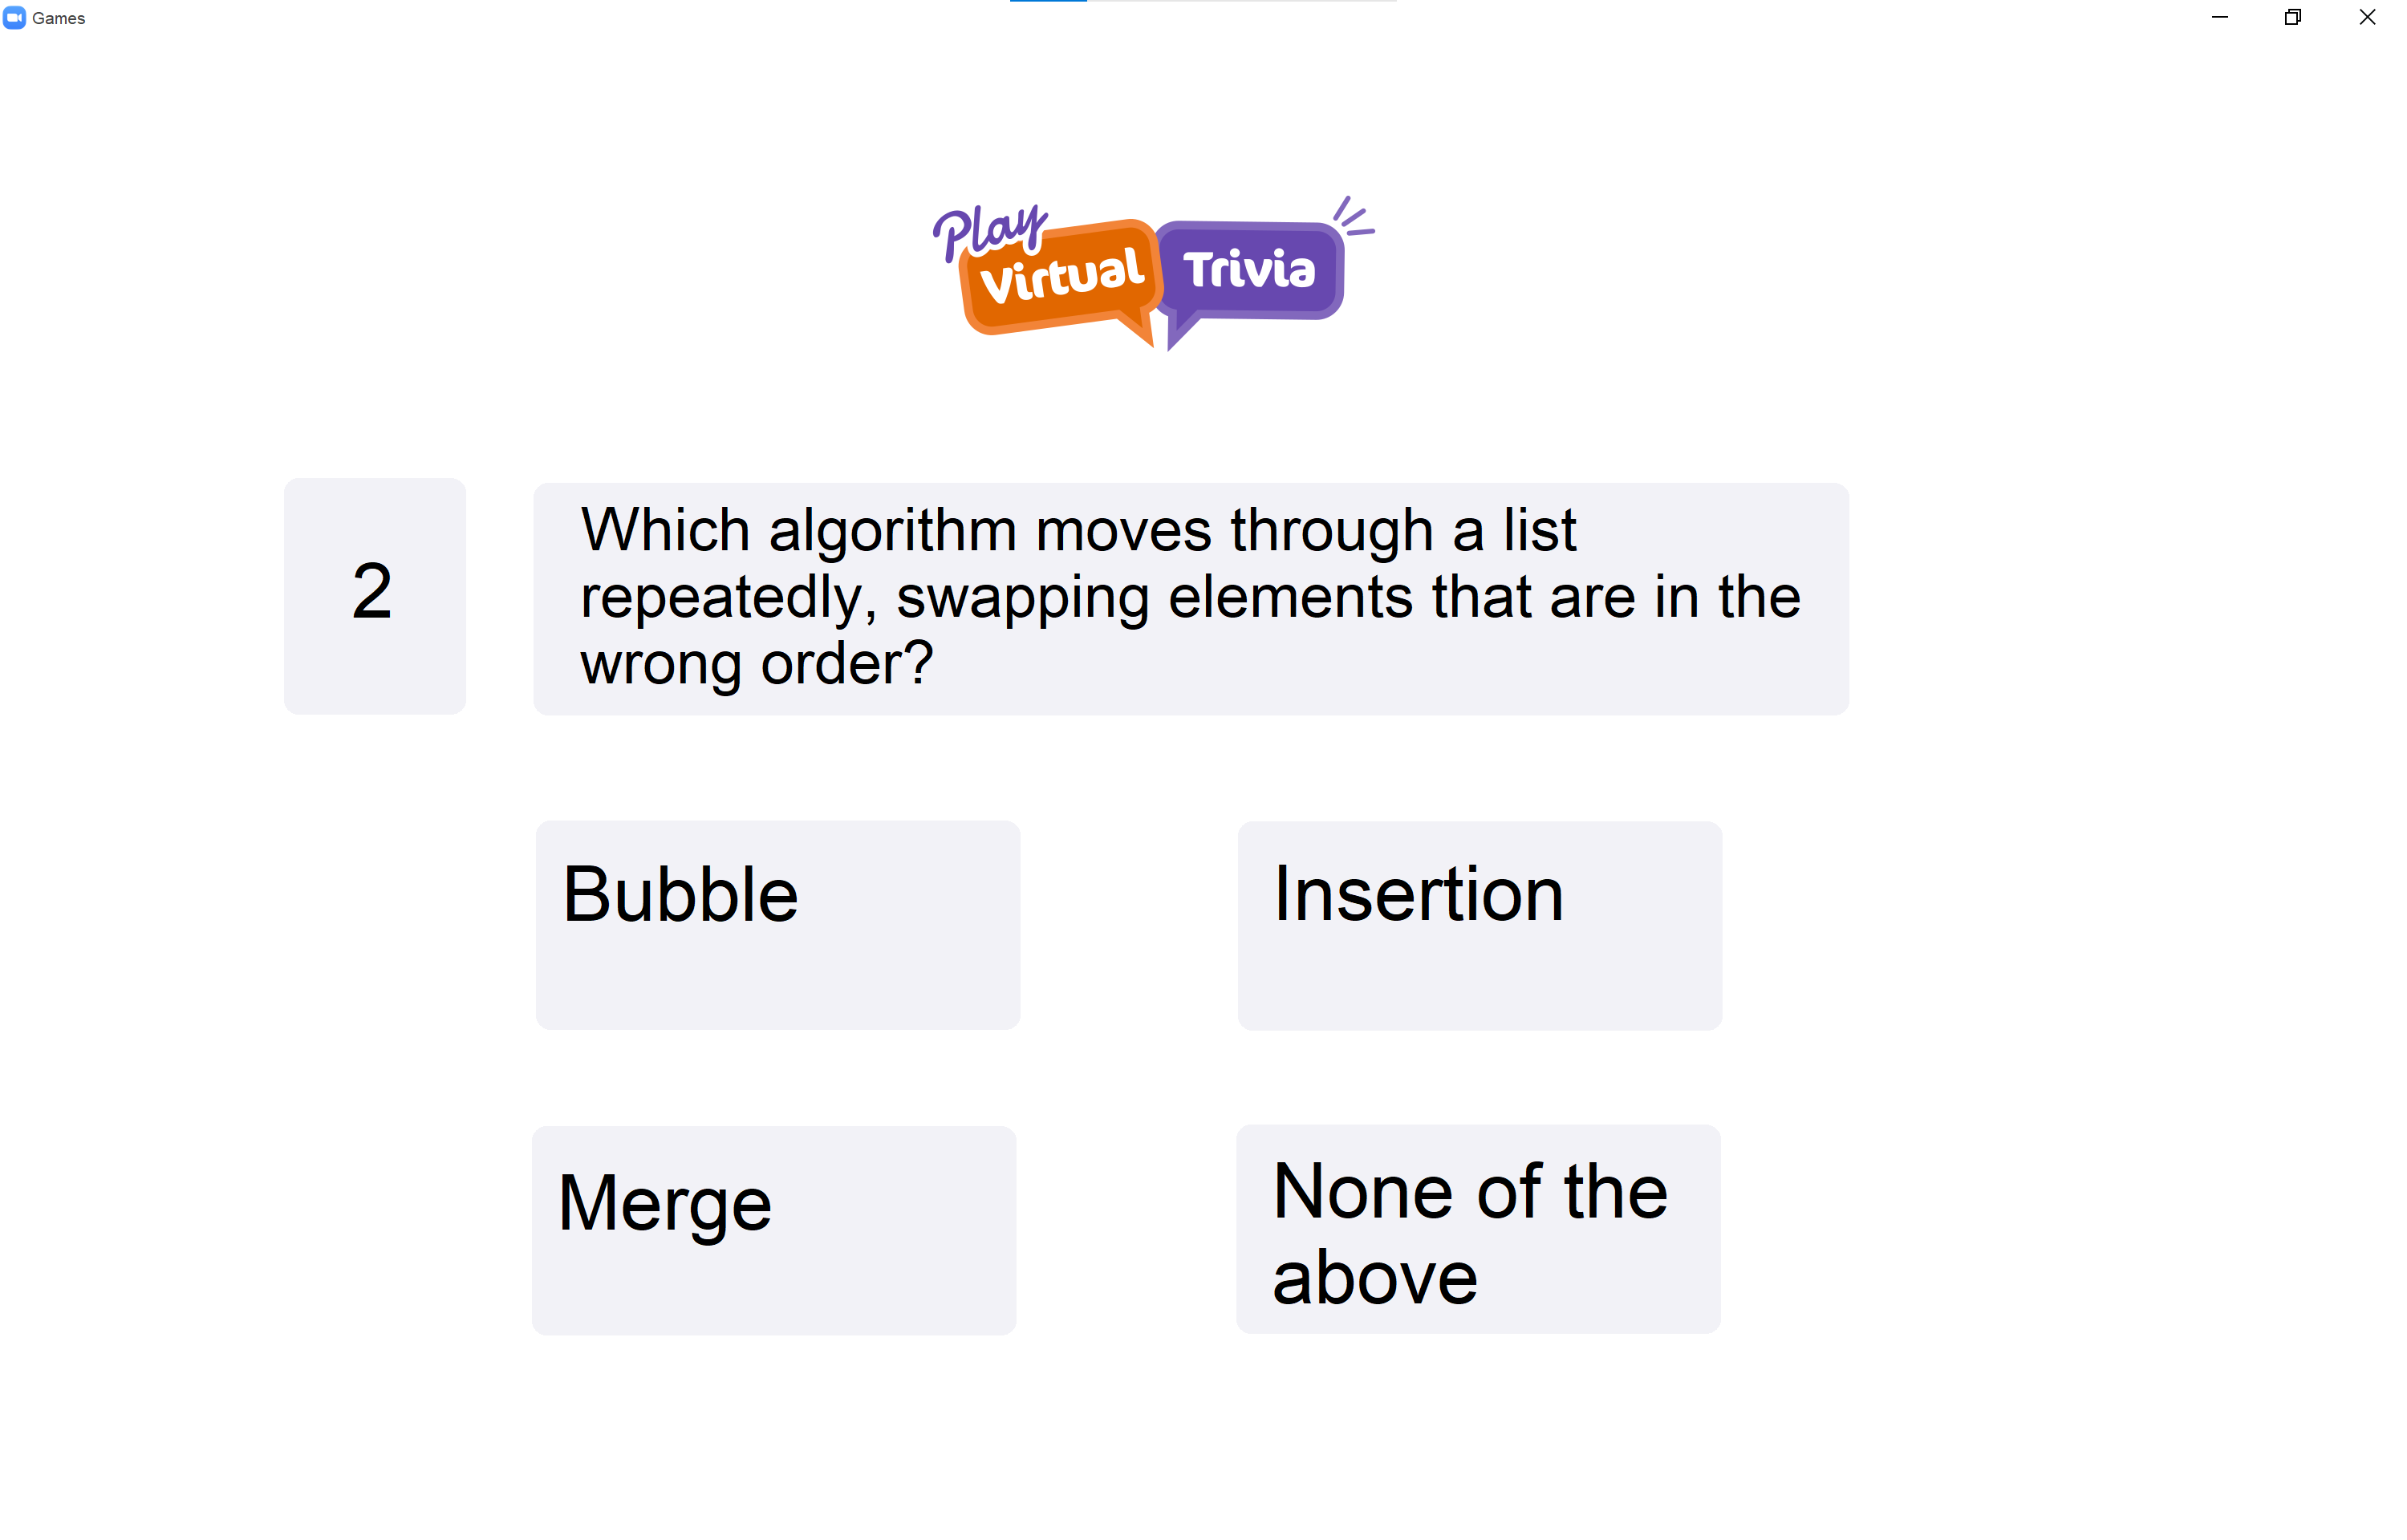 Games
Play
Virtual Trivia
2
Which algorithm moves through a list
repeatedly, swapping elements that are in the
wrong order?
Bubble
Insertion
Merge
None of the
above